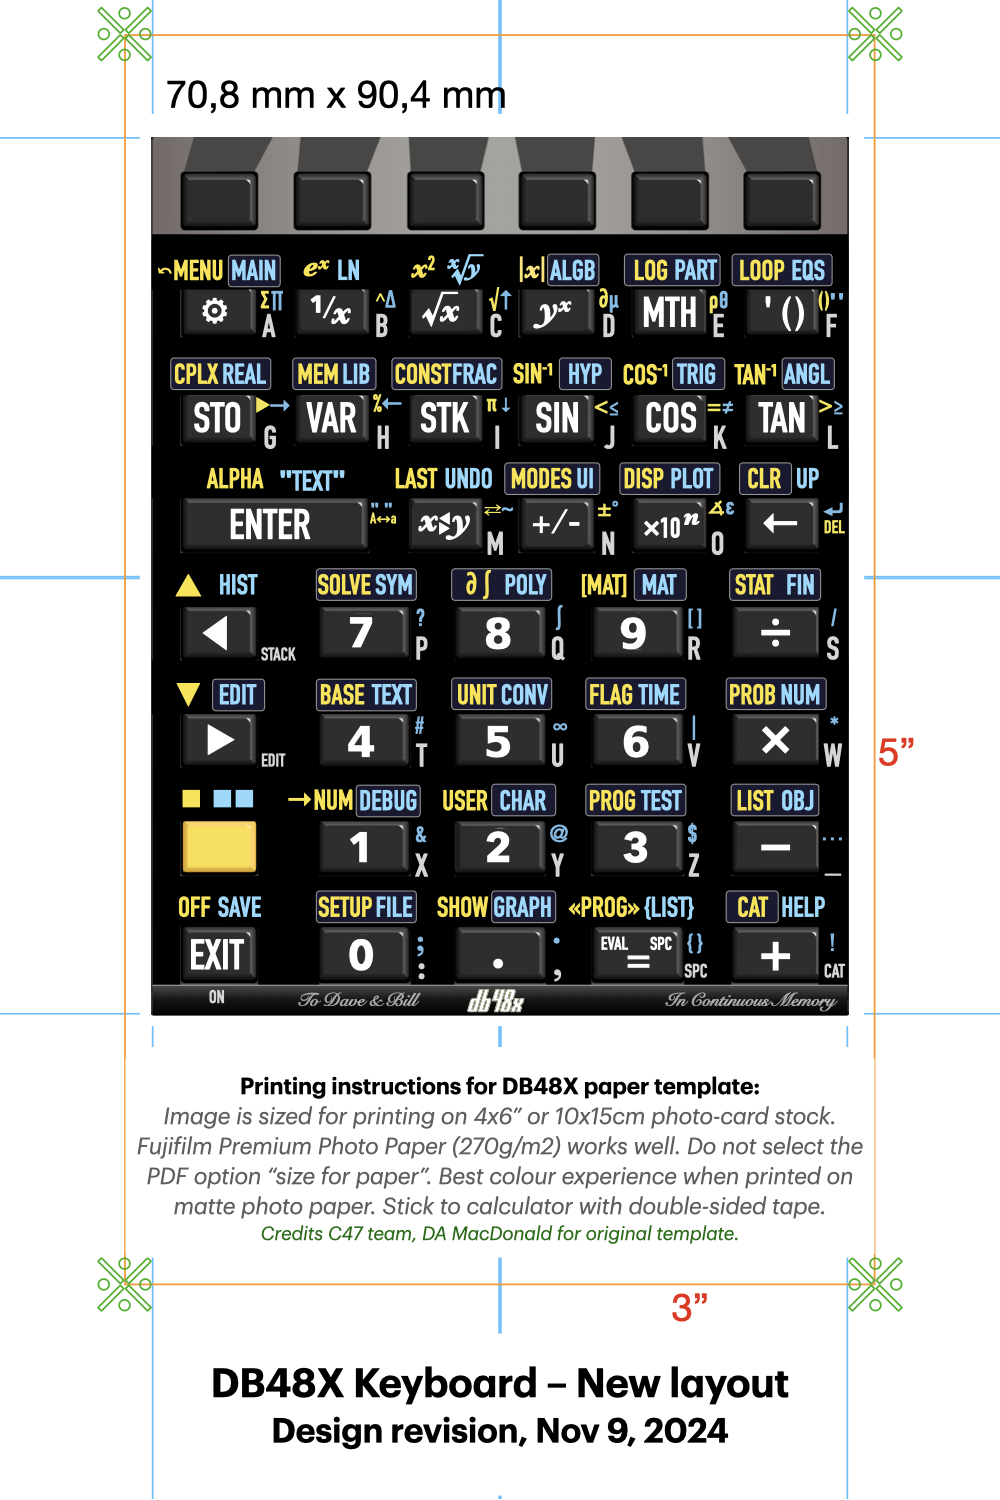 70,8 mm x 90,4 mm
⤺MENU MAIN eˣ LN x² ˣ√y |x| ALGB LOG PART LOOP EQS
⚙ Σ∏ A 1/x ^Δ B √x √↑ C yˣ ∂μ D MTH ρθ E ' () ()'' F
CPLX REAL MEM LIB CONST FRAC SIN⁻¹ HYP COS⁻¹ TRIG TAN⁻¹ ANGL
STO ▶→ G VAR %← H STK π↓ I SIN <≤ J COS =≠ K TAN >≥ L
ALPHA "TEXT" LAST UNDO MODES UI DISP PLOT CLR UP
ENTER " " A↔a x▶◀y ⇄~ M +/- ±° N ×10ⁿ ∡ε O ← ↲ DEL
▲ HIST SOLVE SYM ∂ ∫ POLY [MAT] MAT STAT FIN
◀ STACK 7 ? P 8 ∫ Q 9 [ ] R ÷ / S
▼ EDIT BASE TEXT UNIT CONV FLAG TIME PROB NUM
▶ EDIT 4 # T 5 ∞ U 6 | V × * W
5”
→NUM DEBUG USER CHAR PROG TEST LIST OBJ
1 & X 2 @ Y 3 $ Z − ... _
OFF SAVE SETUP FILE SHOW GRAPH «PROG» {LIST} CAT HELP
EXIT 0 ; : . · , EVAL SPC = { } SPC + ! CAT
ON To Dave & Bill db48x In Continuous Memory
Printing instructions for DB48X paper template:
Image is sized for printing on 4x6” or 10x15cm photo-card stock.
Fujifilm Premium Photo Paper (270g/m2) works well. Do not select the
PDF option “size for paper”. Best colour experience when printed on
matte photo paper. Stick to calculator with double-sided tape.
Credits C47 team, DA MacDonald for original template.
3”
DB48X Keyboard – New layout
Design revision, Nov 9, 2024